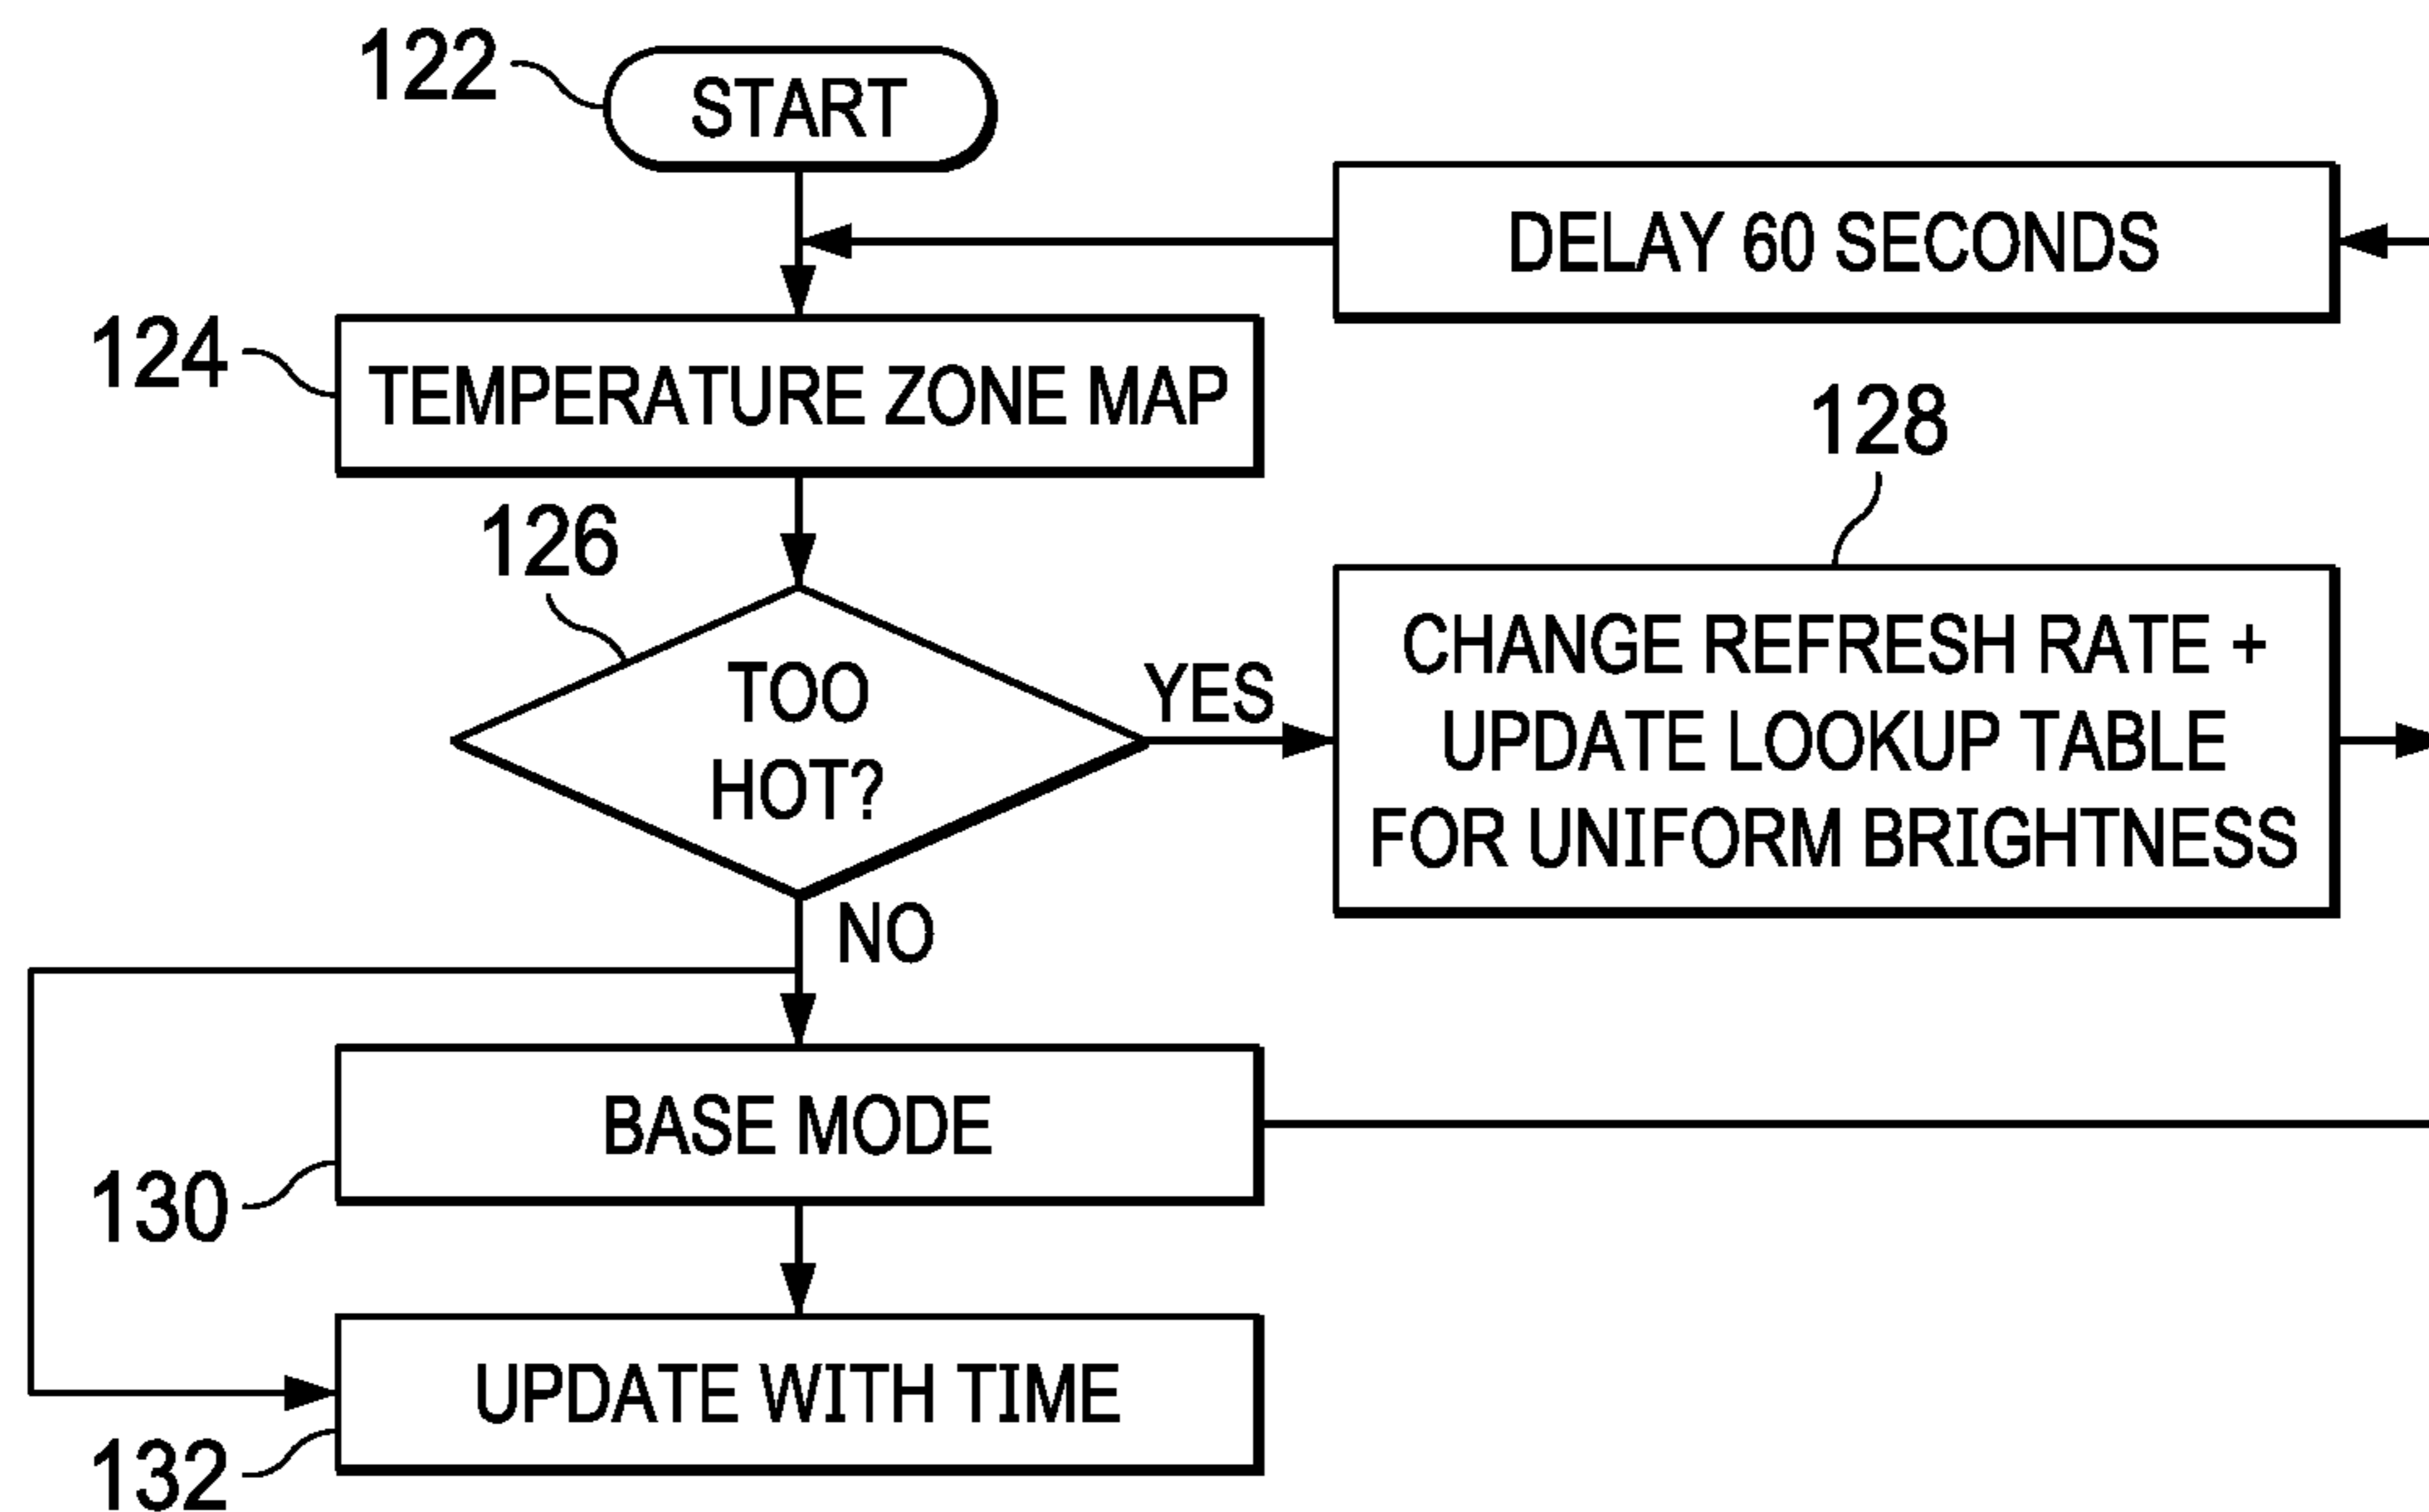 122
START
DELAY 60 SECONDS
124
TEMPERATURE ZONE MAP
128
126
TOO
HOT?
YES
CHANGE REFRESH RATE +
UPDATE LOOKUP TABLE
FOR UNIFORM BRIGHTNESS
NO
BASE MODE
130
UPDATE WITH TIME
132